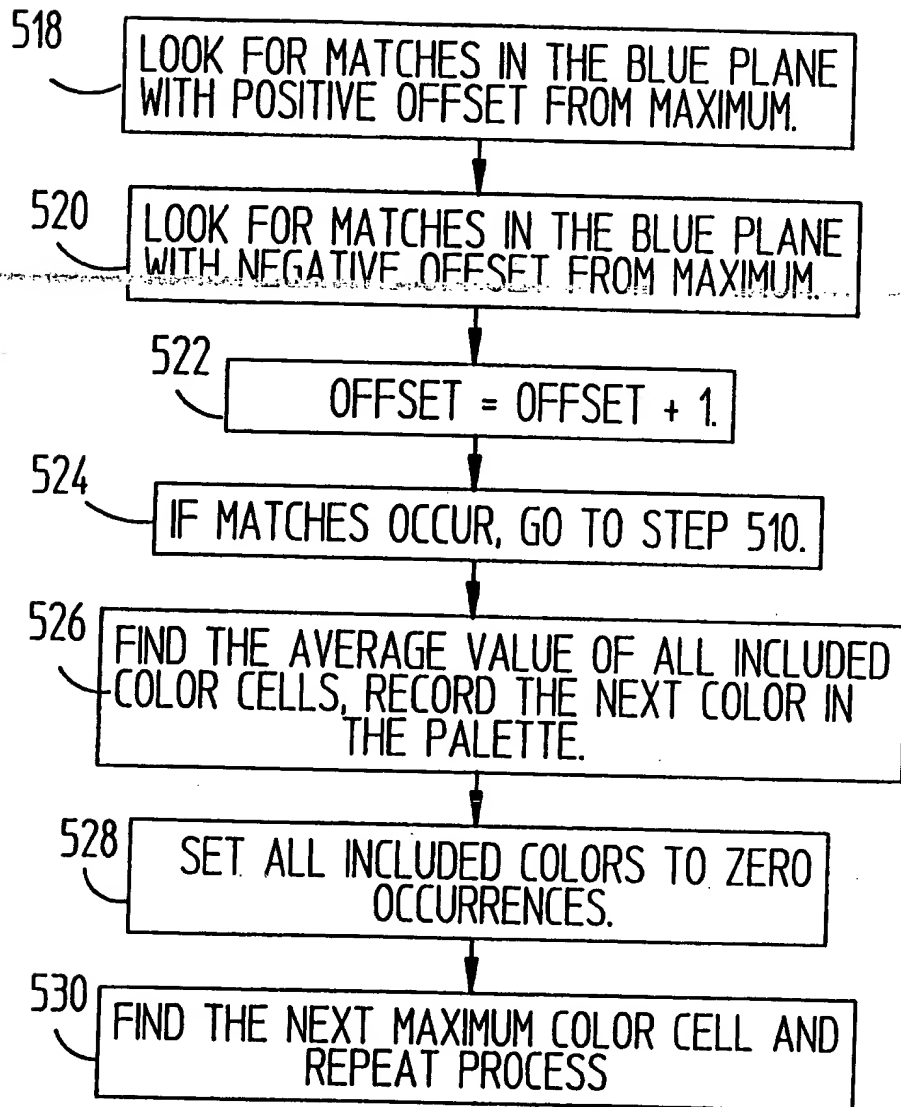 518
LOOK FOR MATCHES IN THE BLUE PLANE
WITH POSITIVE OFFSET FROM MAXIMUM.
520
LOOK FOR MATCHES IN THE BLUE PLANE
WITH NEGATIVE OFFSET FROM MAXIMUM.
522
OFFSET = OFFSET + 1.
524
IF MATCHES OCCUR, GO TO STEP 510.
526
FIND THE AVERAGE VALUE OF ALL INCLUDED
COLOR CELLS, RECORD THE NEXT COLOR IN
THE PALETTE.
528
SET ALL INCLUDED COLORS TO ZERO
OCCURRENCES.
530
FIND THE NEXT MAXIMUM COLOR CELL AND
REPEAT PROCESS